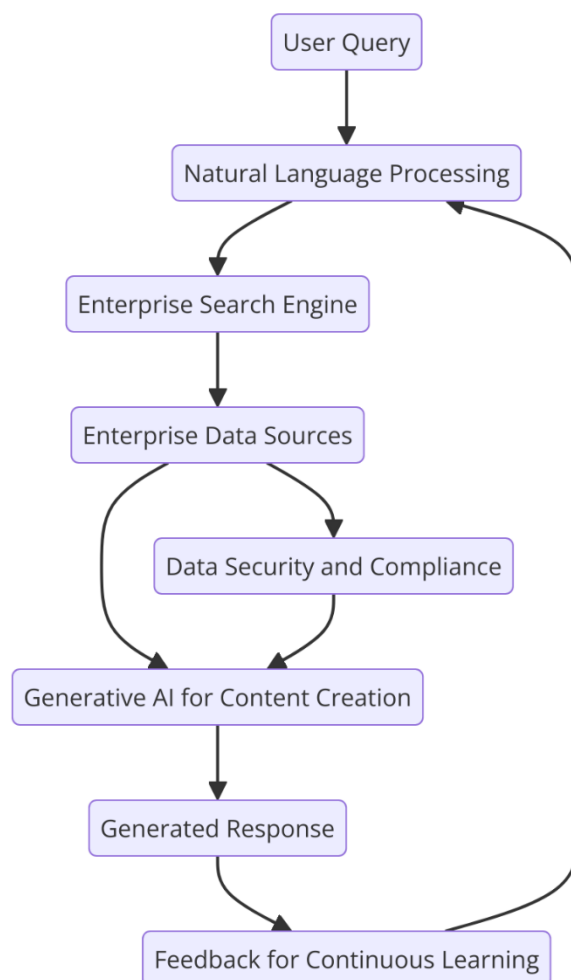 User Query
Natural Language Processing
Enterprise Search Engine
Enterprise Data Sources
Data Security and Compliance
Generative AI for Content Creation
Generated Response
Feedback for Continuous Learning